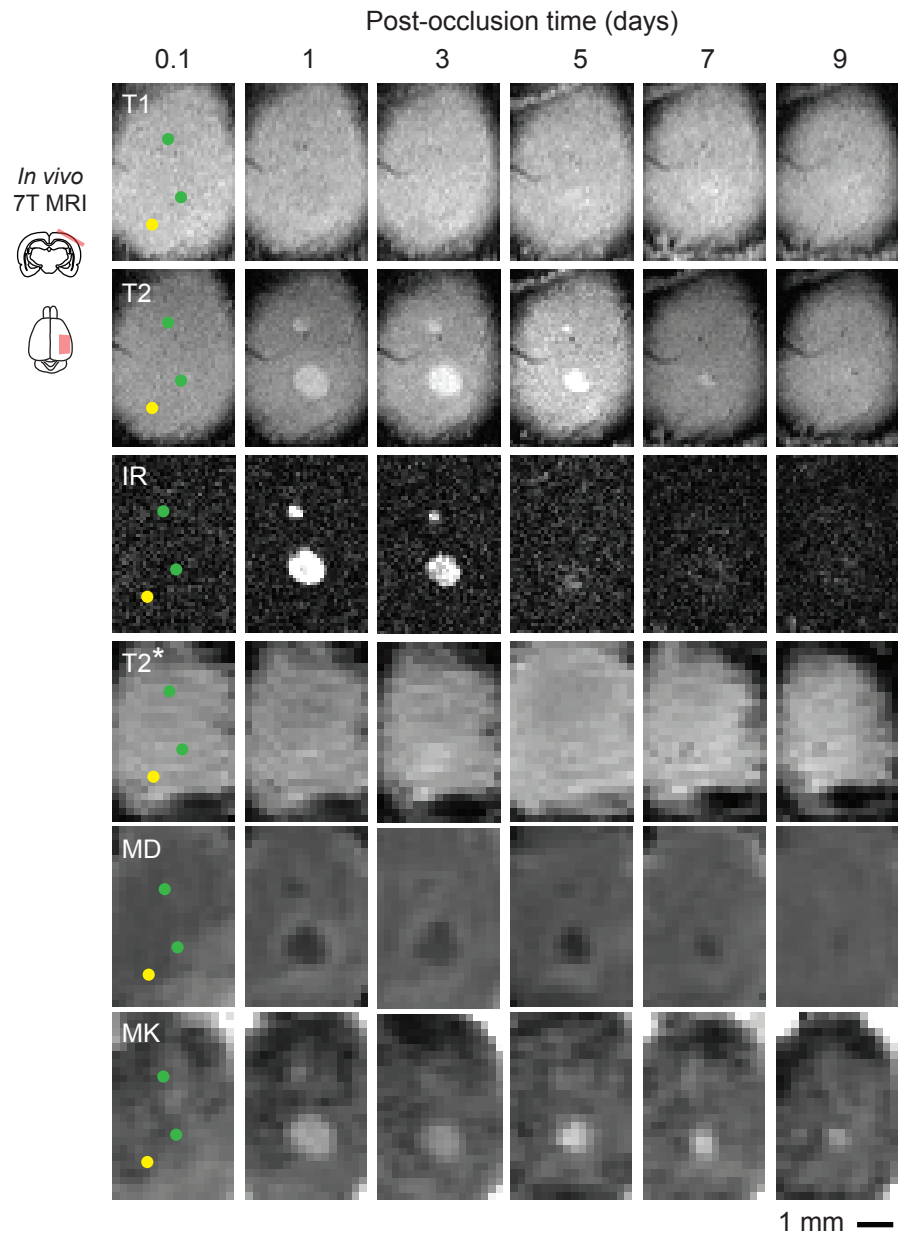 Post-occlusion time (days)
0.1 1 3 5 7 9
T1
In vivo
7T MRI
T2
IR
T2*
MD
MK
1 mm